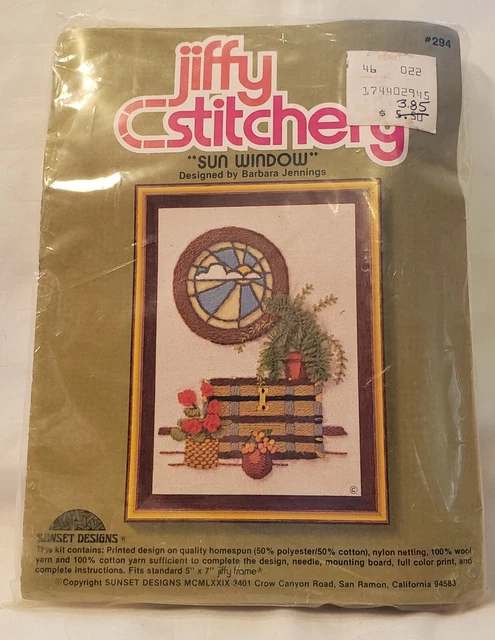 #294
46 022
174402945
3.85
$ 5.50
jiffy
stitchery
"SUN WINDOW"
Designed by Barbara Jennings
©
SUNSET DESIGNS ®
This kit contains: Printed design on quality homespun (50% polyester/50% cotton), nylon netting, 100% wool
yarn and 100% cotton yarn sufficient to complete the design, needle, mounting board, full color print, and
complete instructions. Fits standard 5" x 7" jiffy frame®.
©Copyright SUNSET DESIGNS MCMLXXIX 3401 Crow Canyon Road, San Ramon, California 94583